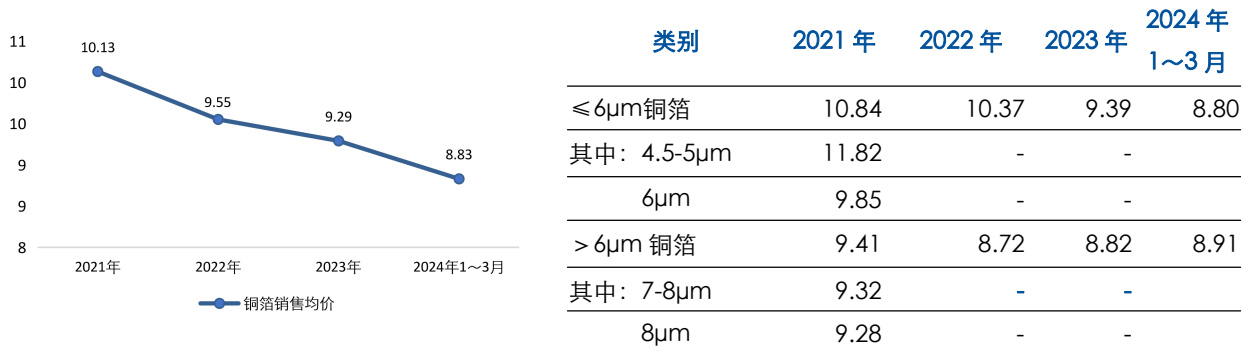 11
10
10
9
9
8
10.13
9.55
9.29
8.83
2021年 2022年 2023年 2024年1～3月
铜箔销售均价
类别 2021 年 2022 年 2023 年 2024 年 1～3 月
≤6μm铜箔 10.84 10.37 9.39 8.80
其中：4.5-5μm 11.82 - -
6μm 9.85 - -
＞6μm 铜箔 9.41 8.72 8.82 8.91
其中：7-8μm 9.32 - -
8μm 9.28 - -